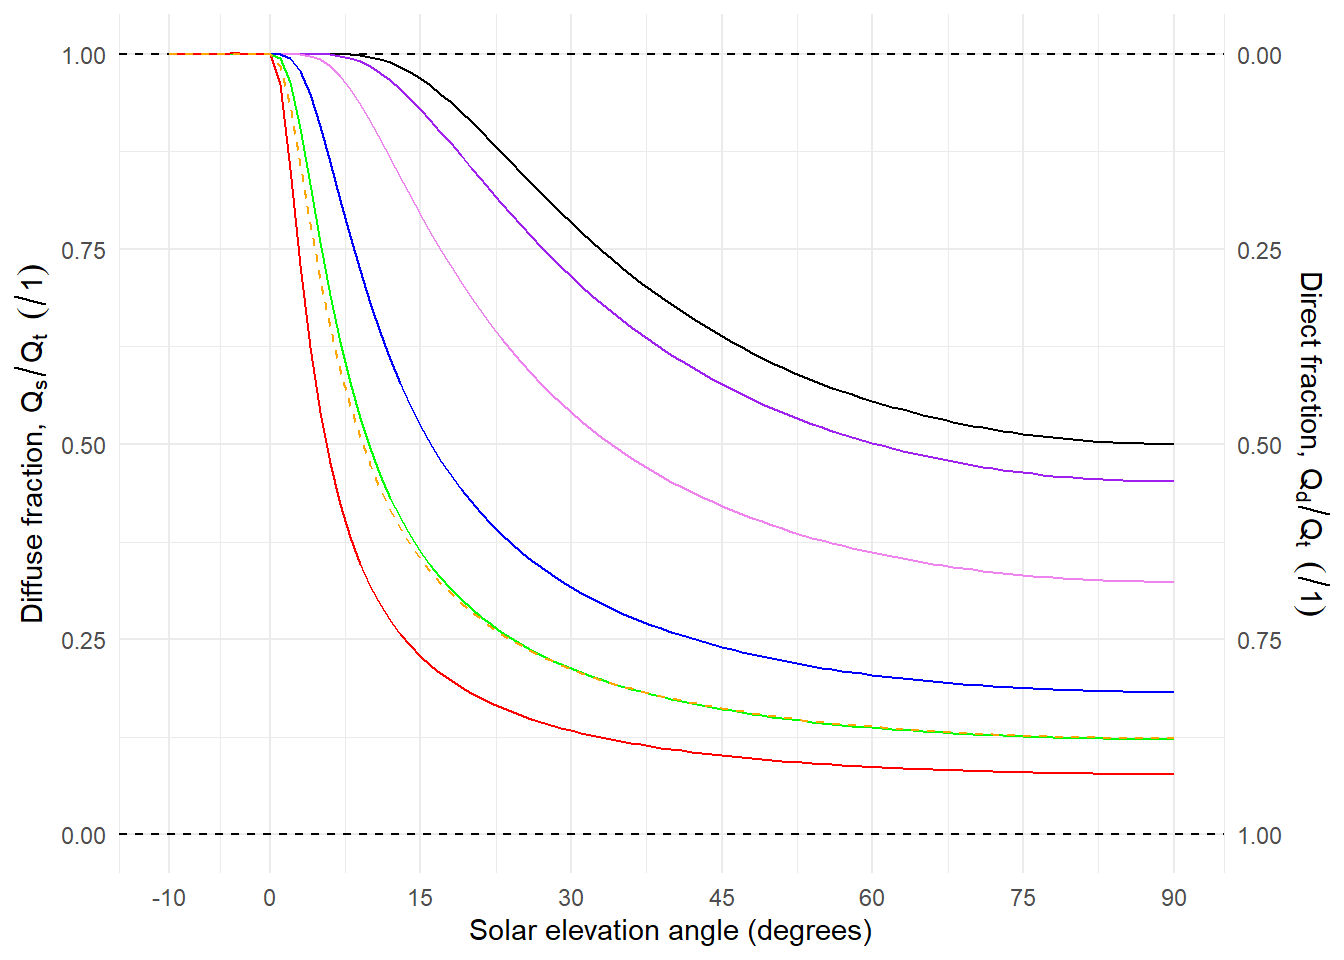 1.00
0.75
0.50
0.25
0.00
Diffuse fraction, Qs/Qt (/1)
0.00
0.25
0.50
0.75
1.00
Direct fraction, Qd/Qt (/1)
-10 0 15 30 45 60 75 90
Solar elevation angle (degrees)